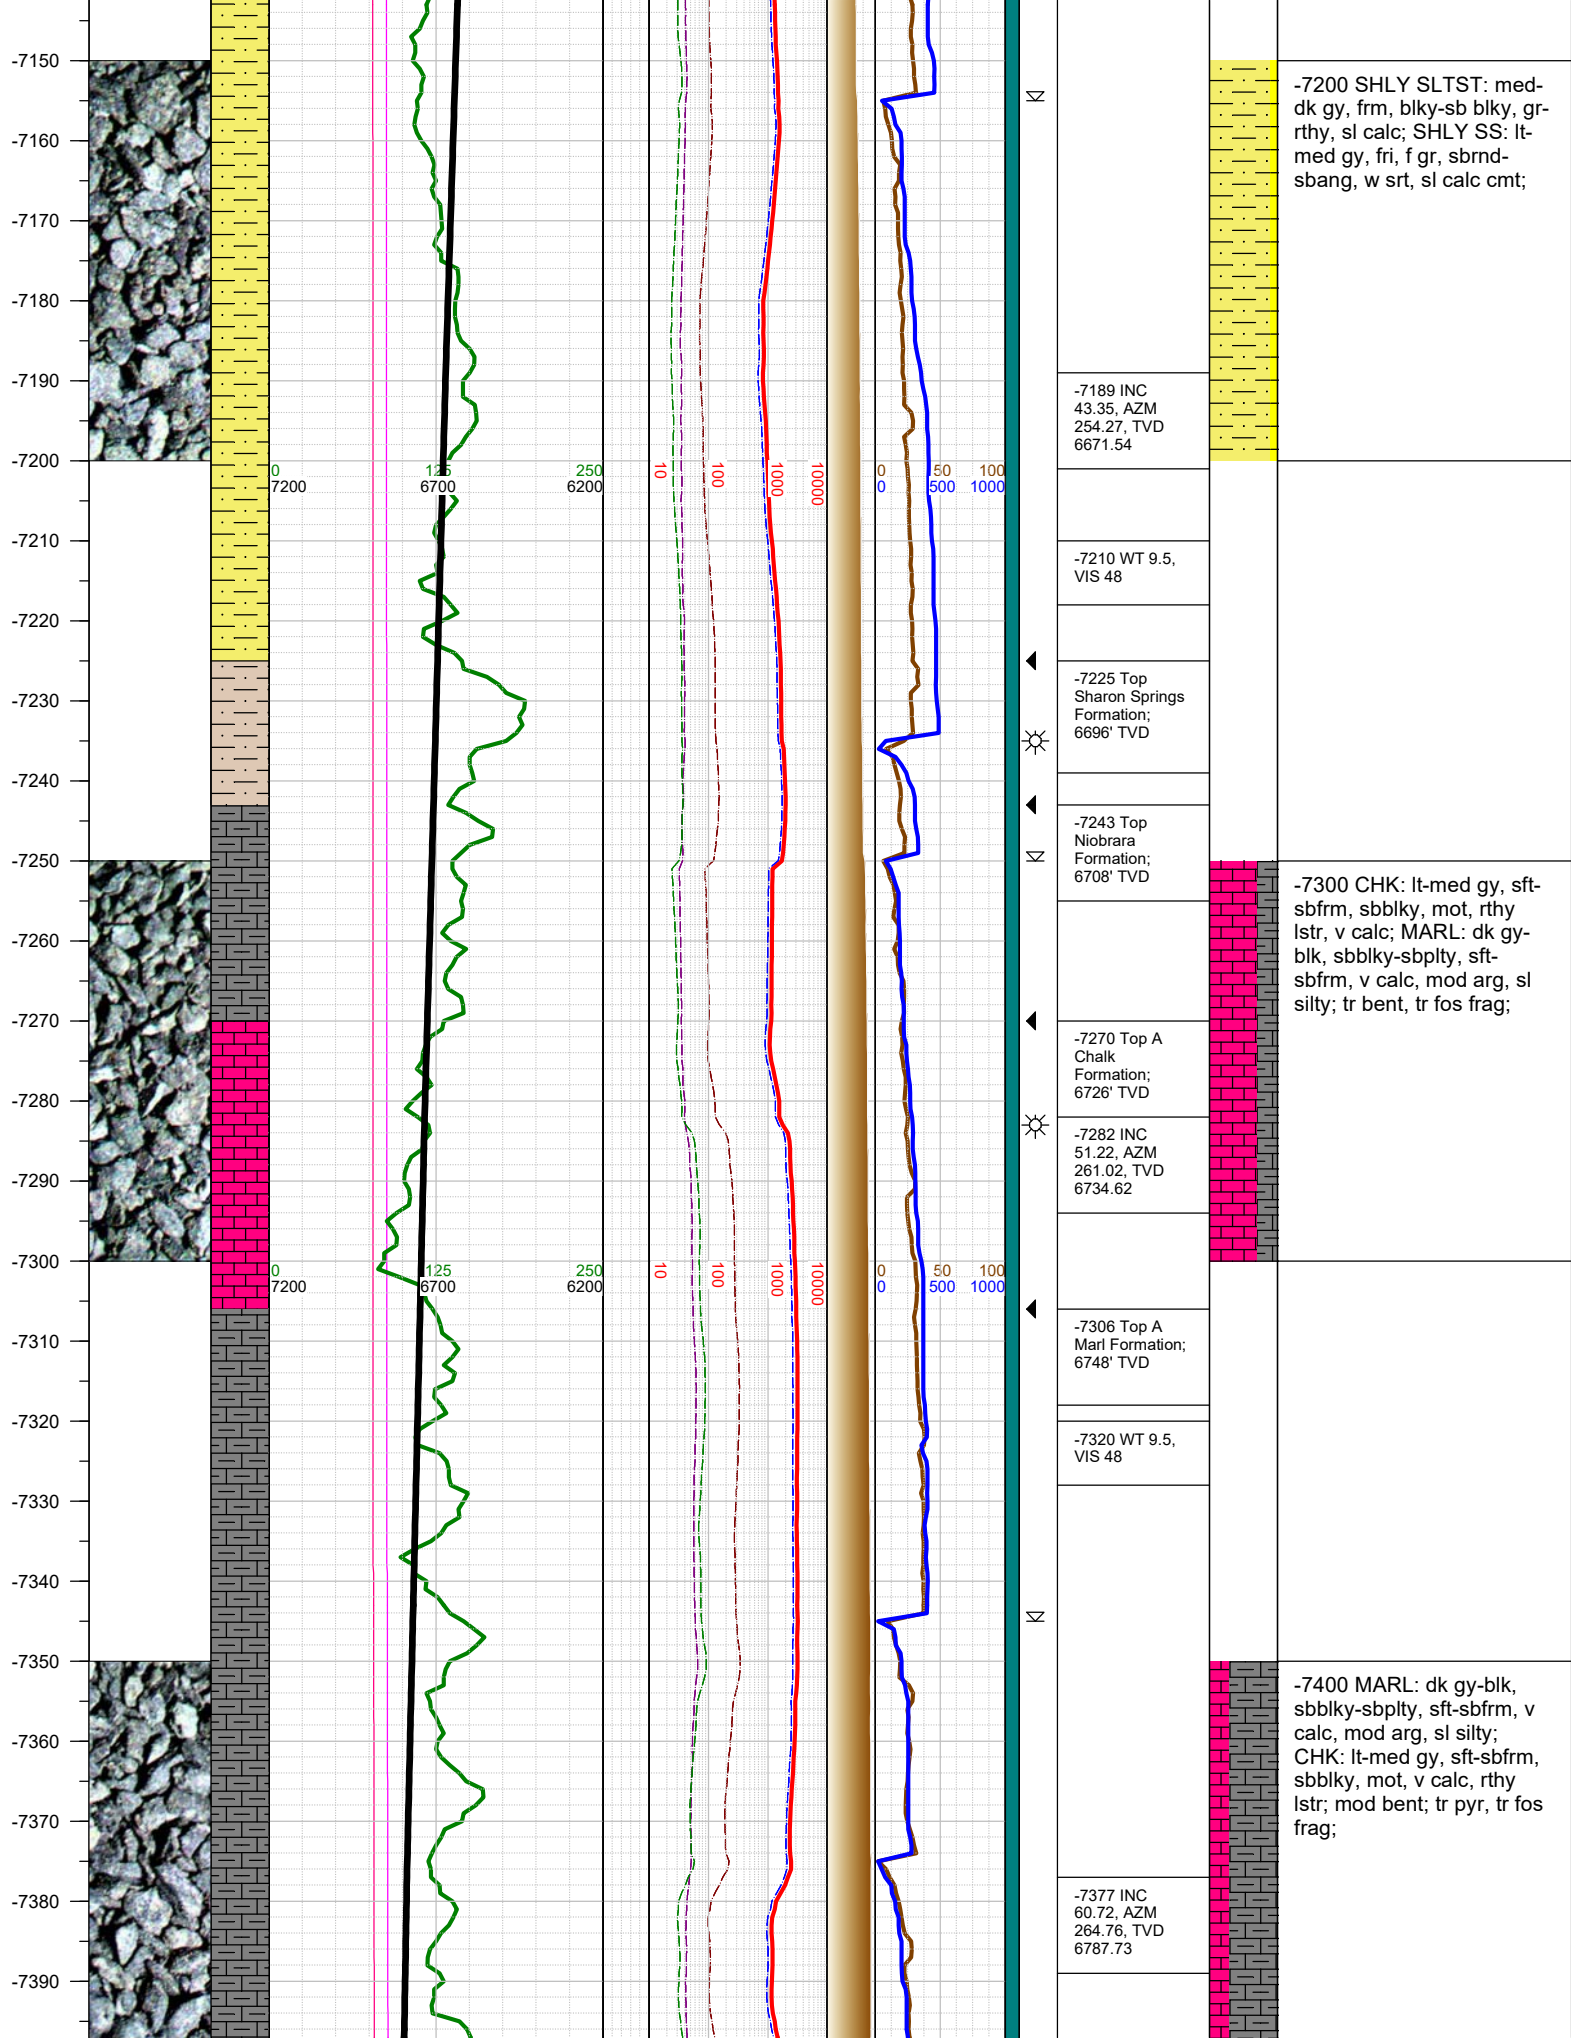 -7150
-7160
-7170
-7180
-7190
-7200
-7210
-7220
-7230
-7240
-7250
-7260
-7270
-7280
-7290
-7300
-7310
-7320
-7330
-7340
-7350
-7360
-7370
-7380
-7390
0 125 250
7200 6700 6200
10 100 1000 10000
0 50 100
0 500 1000
0 125 250
7200 6700 6200
10 100 1000 10000
0 50 100
0 500 1000
-7189 INC
43.35, AZM
254.27, TVD
6671.54
-7210 WT 9.5,
VIS 48
-7225 Top
Sharon Springs
Formation;
6696' TVD
-7243 Top
Niobrara
Formation;
6708' TVD
-7270 Top A
Chalk
Formation;
6726' TVD
-7282 INC
51.22, AZM
261.02, TVD
6734.62
-7306 Top A
Marl Formation;
6748' TVD
-7320 WT 9.5,
VIS 48
-7377 INC
60.72, AZM
264.76, TVD
6787.73
-7200 SHLY SLTST: med-
dk gy, frm, blky-sb blky, gr-
rthy, sl calc; SHLY SS: lt-
med gy, fri, f gr, sbrnd-
sbang, w srt, sl calc cmt;
-7300 CHK: lt-med gy, sft-
sbfrm, sbblky, mot, rthy
lstr, v calc; MARL: dk gy-
blk, sbblky-sbplty, sft-
sbfrm, v calc, mod arg, sl
silty; tr bent, tr fos frag;
-7400 MARL: dk gy-blk,
sbblky-sbplty, sft-sbfrm, v
calc, mod arg, sl silty;
CHK: lt-med gy, sft-sbfrm,
sbblky, mot, v calc, rthy
lstr; mod bent; tr pyr, tr fos
frag;